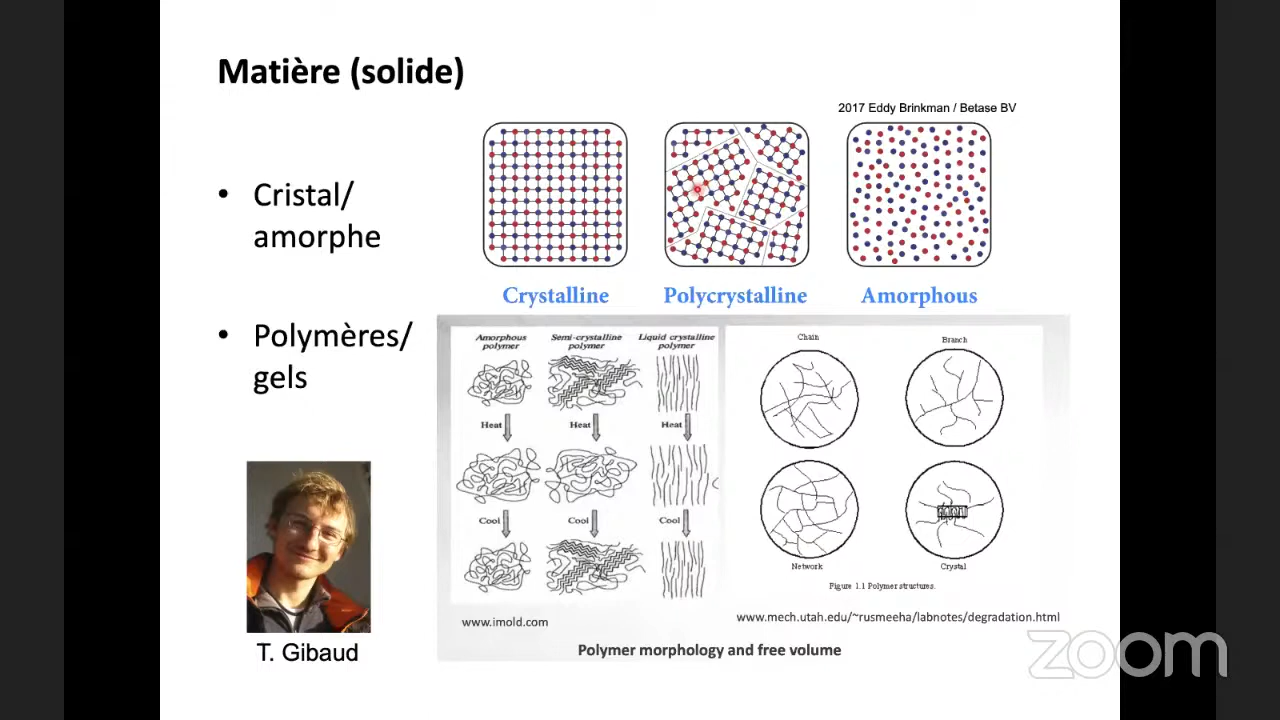 Matière (solide)
2017 Eddy Brinkman / Betase BV
• Cristal/
amorphe
Crystalline
Polycrystalline
Amorphous
• Polymères/
gels
Amorphous
polymer
Semi-crystalline
polymer
Liquid crystalline
polymer
Heat
Heat
Heat
Cool
Cool
Cool
Chain
Branch
Network
Crystal
Figure 1.1 Polymer structures.
www.imold.com
www.mech.utah.edu/~rusmeeha/labnotes/degradation.html
Polymer morphology and free volume
T. Gibaud
zoom